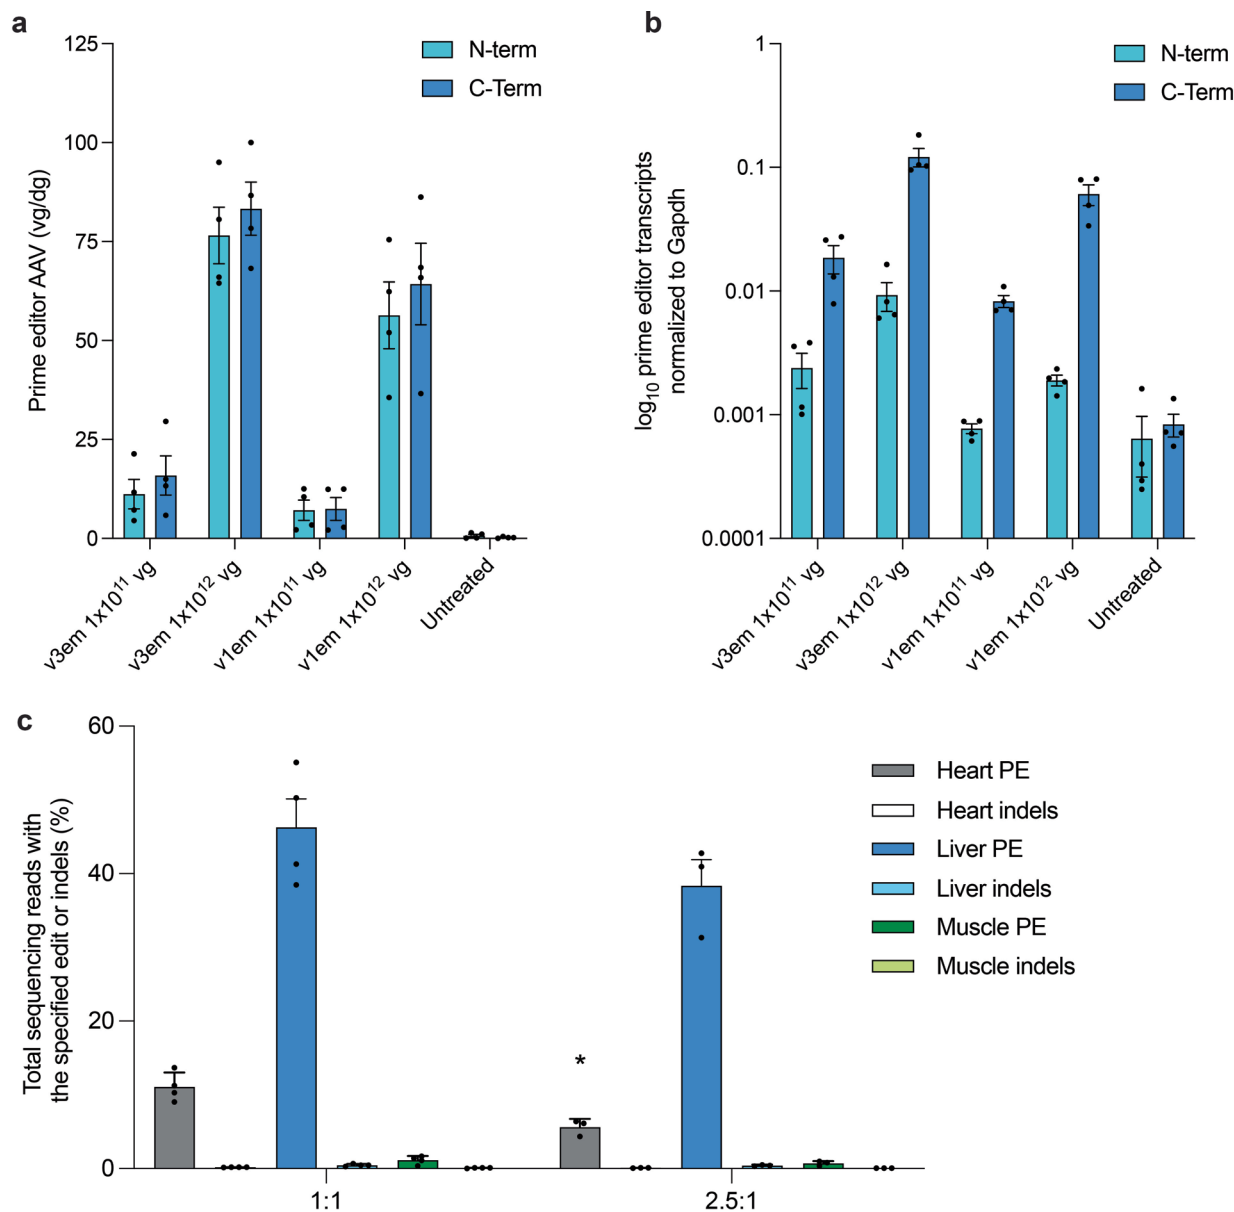 a
125
100
75
50
25
0
Prime editor AAV (vg/dg)
N-term
C-Term
v3em 1x10¹¹ vg
v3em 1x10¹² vg
v1em 1x10¹¹ vg
v1em 1x10¹² vg
Untreated
b
1
0.1
0.01
0.001
0.0001
log₁₀ prime editor transcripts
normalized to Gapdh
N-term
C-Term
v3em 1x10¹¹ vg
v3em 1x10¹² vg
v1em 1x10¹¹ vg
v1em 1x10¹² vg
Untreated
c
60
40
20
0
Total sequencing reads with
the specified edit or indels (%)
*
1:1
2.5:1
Heart PE
Heart indels
Liver PE
Liver indels
Muscle PE
Muscle indels